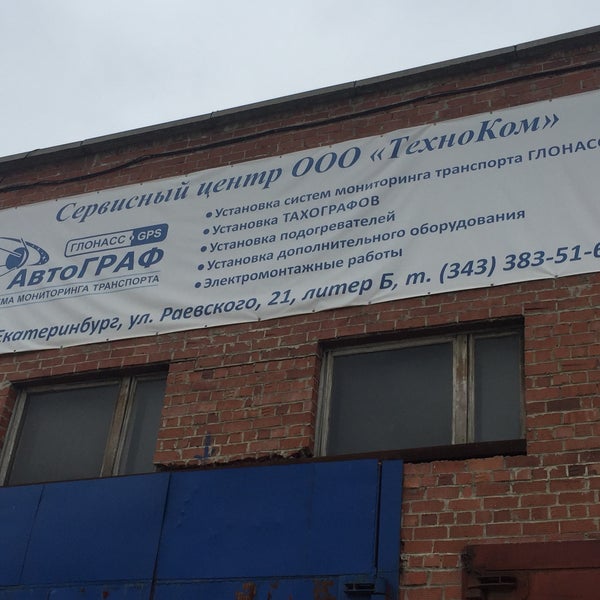 Сервисный центр ООО «ТехноКом»
• Установка систем мониторинга транспорта ГЛОНАСС
• Установка ТАХОГРАФОВ
• Установка подогревателей
• Установка дополнительного оборудования
• Электромонтажные работы
ГЛОНАСС GPS
АвтоГРАФ
МОНИТОРИНГА ТРАНСПОРТА
Екатеринбург, ул. Раевского, 21, литер Б, т. (343) 383-51-6